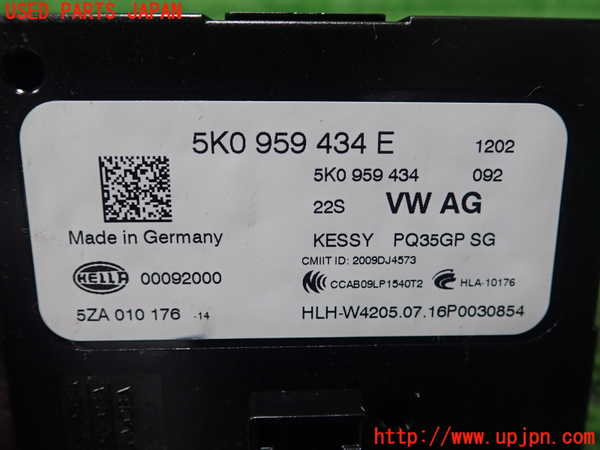 USED PARTS JAPAN
5K0 959 434 E 1202
5K0 959 434 092
22S VW AG
Made in Germany KESSY PQ35GP SG
CMIIT ID: 2009DJ4573
HELLA 00092000 CCAB09LP1540T2 HLA-10176
5ZA 010 176 -14 HLH-W4205.07.16P0030854
http://www.upjpn.com